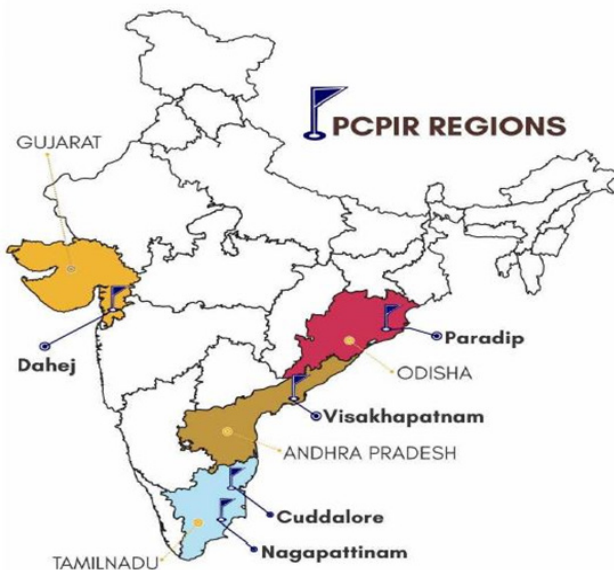 PCPIR REGIONS
GUJARAT
Dahej
Paradip
ODISHA
Visakhapatnam
ANDHRA PRADESH
Cuddalore
Nagapattinam
TAMILNADU